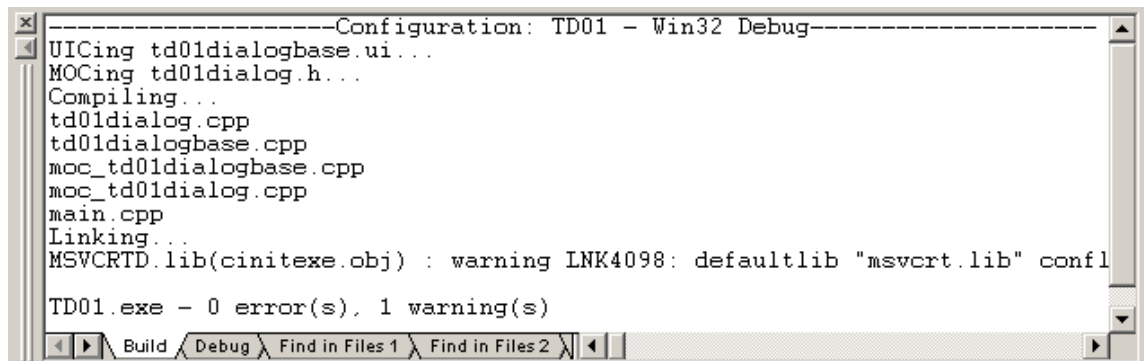 --------------------Configuration: TD01 - Win32 Debug--------------------
UICing td01dialogbase.ui...
MOCing td01dialog.h...
Compiling...
td01dialog.cpp
td01dialogbase.cpp
moc_td01dialogbase.cpp
moc_td01dialog.cpp
main.cpp
Linking...
MSVCRTD.lib(cinitexe.obj) : warning LNK4098: defaultlib "msvcrt.lib" confl
TD01.exe - 0 error(s), 1 warning(s)
Build Debug Find in Files 1 Find in Files 2